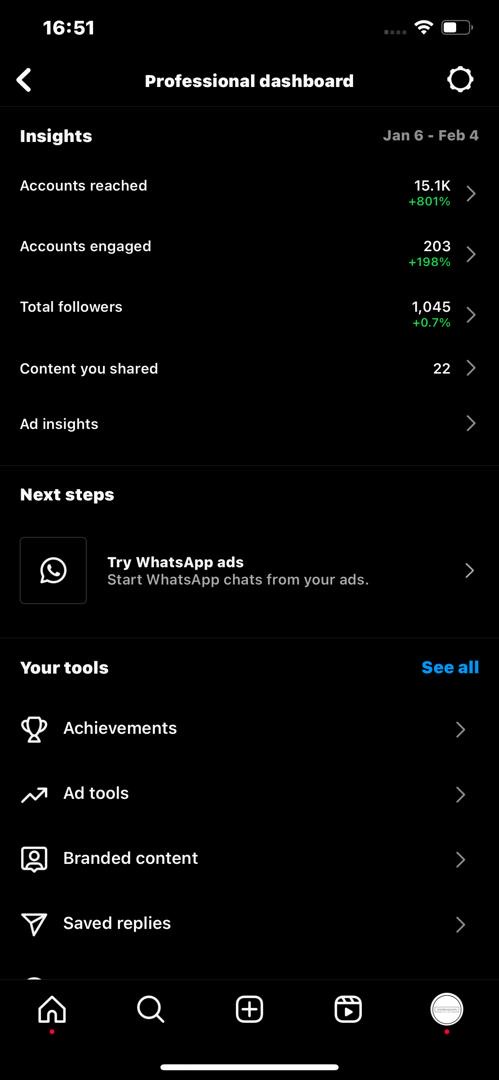 16:51
Professional dashboard
Insights
Jan 6 - Feb 4
Accounts reached
15.1K
+801%
Accounts engaged
203
+198%
Total followers
1,045
+0.7%
Content you shared
22
Ad insights
Next steps
Try WhatsApp ads
Start WhatsApp chats from your ads.
Your tools
See all
Achievements
Ad tools
Branded content
Saved replies